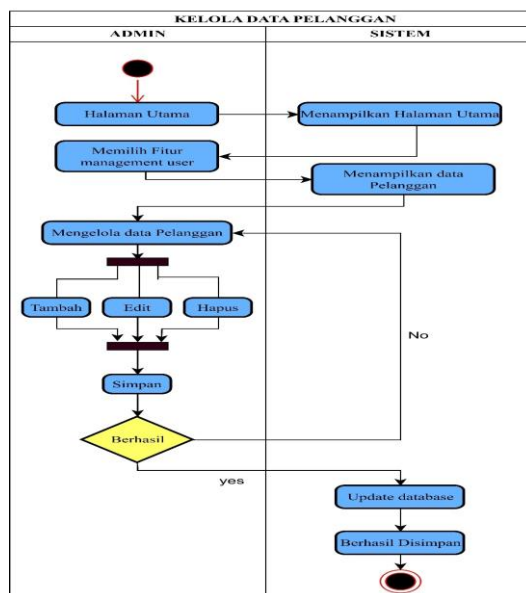 KELOLA DATA PELANGGAN
ADMIN
SISTEM
Halaman Utama
Menampilkan Halaman Utama
Memilih Fitur
management user
Menampilkan data
Pelanggan
Mengelola data Pelanggan
Tambah
Edit
Hapus
No
Simpan
Berhasil
yes
Update database
Berhasil Disimpan